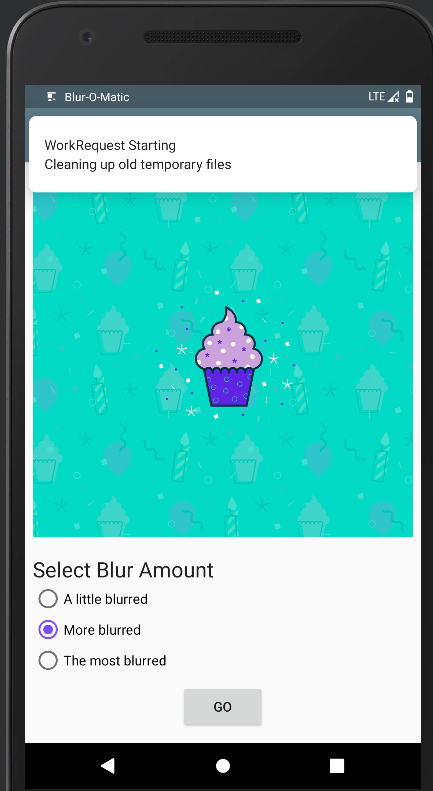 Blur-O-Matic
LTE
WorkRequest Starting
Cleaning up old temporary files
Select Blur Amount
A little blurred
More blurred
The most blurred
GO